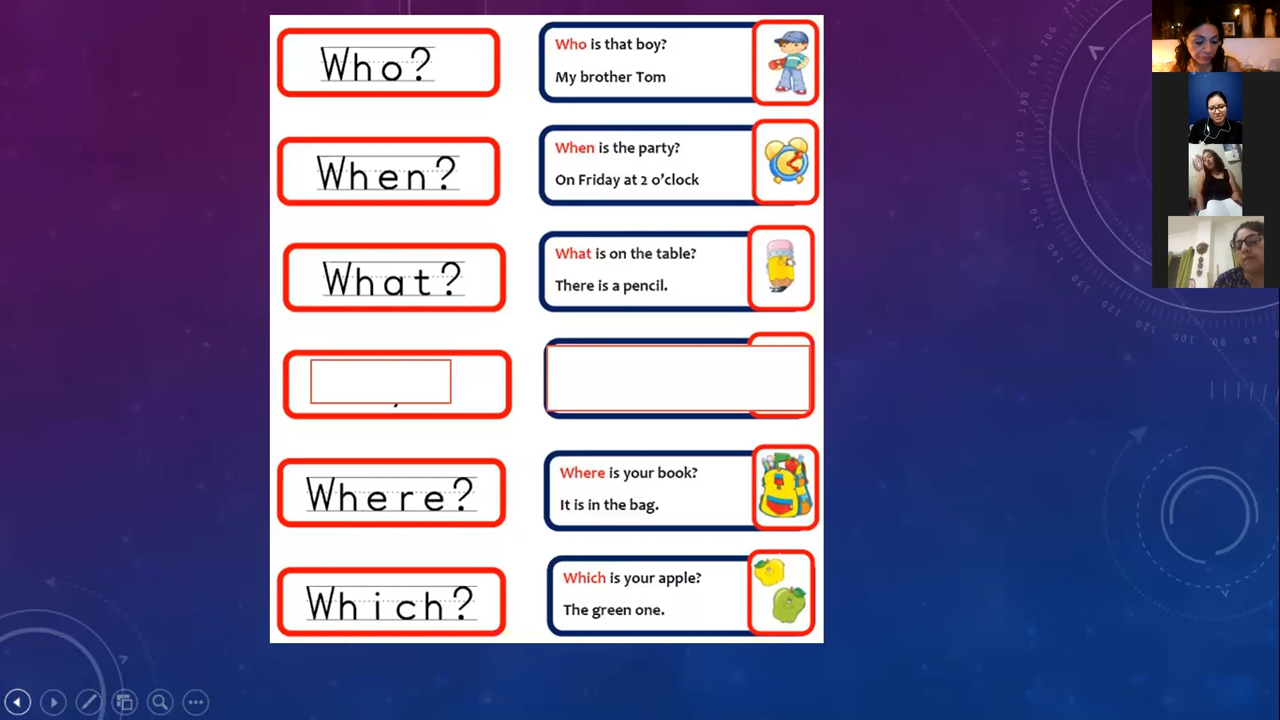 Who?
Who is that boy?
My brother Tom
When?
When is the party?
On Friday at 2 o'clock
What?
What is on the table?
There is a pencil.
Where?
Where is your book?
It is in the bag.
Which?
Which is your apple?
The green one.